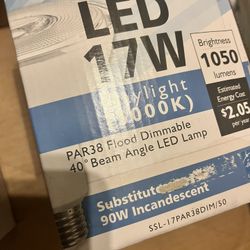 LED
17W
Brightness
1050
lumens
Estimated
Energy Cost
$2.05
per year
PAR38 Flood Dimmable
40° Beam Angle LED Lamp
Substitute
90W Incandescent
SSL-17PAR38DIM/50